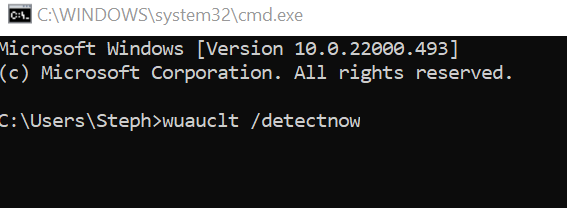 C:\WINDOWS\system32\cmd.exe
Microsoft Windows [Version 10.0.22000.493]
(c) Microsoft Corporation. All rights reserved.
C:\Users\Steph>wuauclt /detectnow